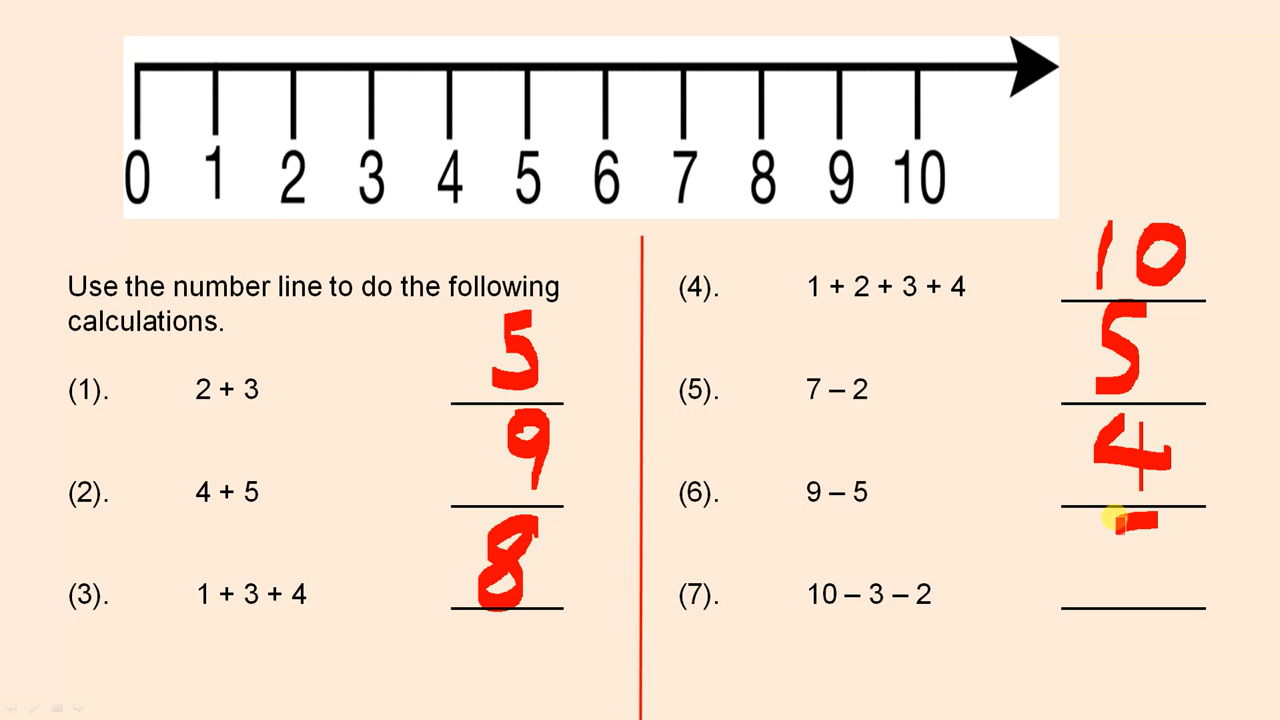 0 1 2 3 4 5 6 7 8 9 10
Use the number line to do the following
calculations.
(1). 2 + 3 5
(2). 4 + 5 9
(3). 1 + 3 + 4 8
(4). 1 + 2 + 3 + 4 10
(5). 7 – 2 5
(6). 9 – 5 4
(7). 10 – 3 – 2